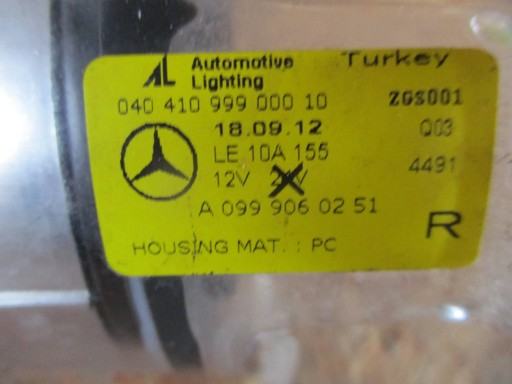 AL Automotive Lighting Turkey
040 410 999 000 10 ZGS001
18.09.12 Q03
LE 10A 155 4491
12V
A 099 906 02 51
R
HOUSING MAT. : PC